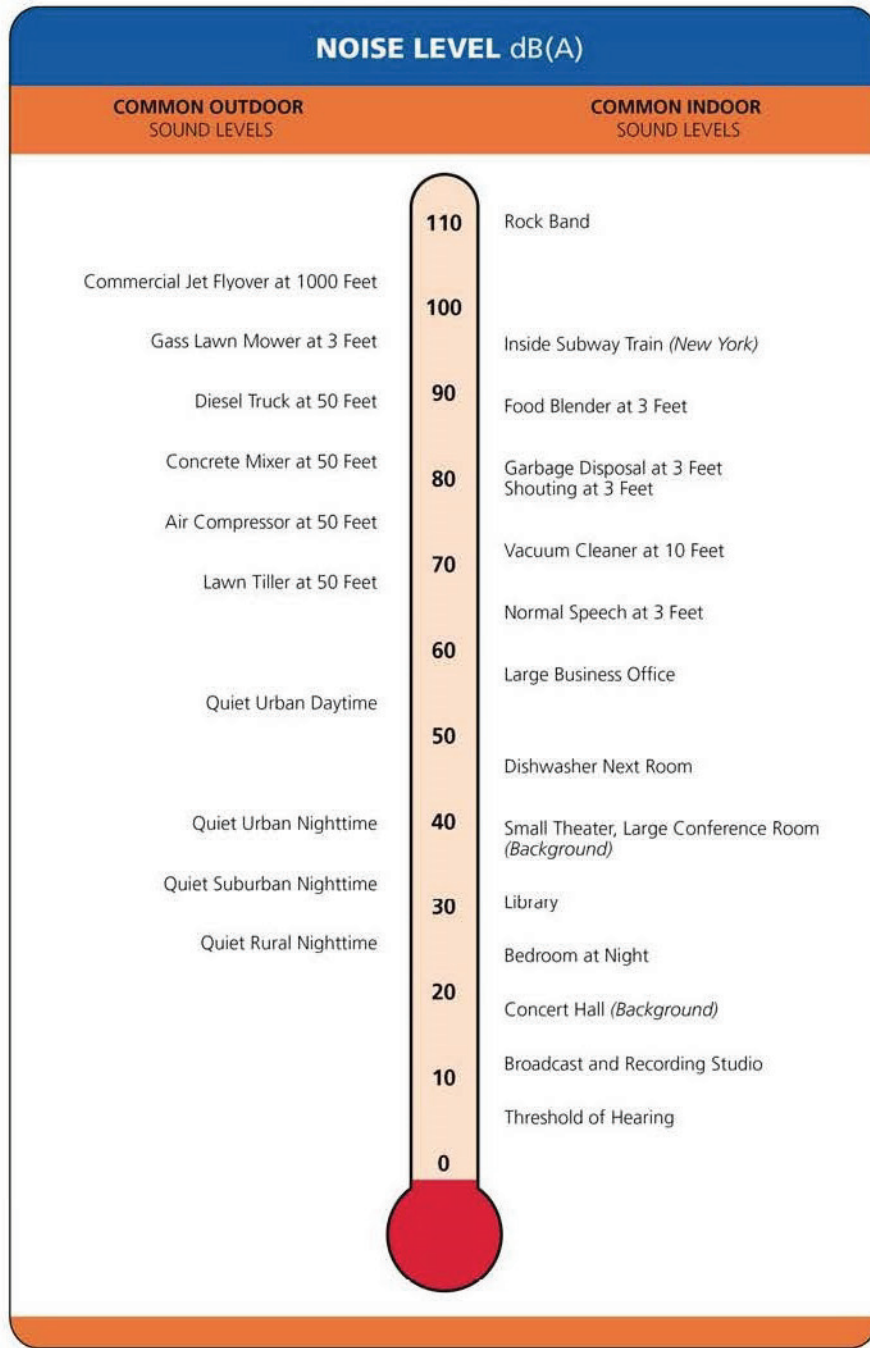 NOISE LEVEL dB(A)
COMMON OUTDOOR
SOUND LEVELS
COMMON INDOOR
SOUND LEVELS
110
Rock Band
Commercial Jet Flyover at 1000 Feet
100
Gass Lawn Mower at 3 Feet
Inside Subway Train (New York)
90
Diesel Truck at 50 Feet
Food Blender at 3 Feet
Concrete Mixer at 50 Feet
Garbage Disposal at 3 Feet
80
Shouting at 3 Feet
Air Compressor at 50 Feet
Vacuum Cleaner at 10 Feet
70
Lawn Tiller at 50 Feet
Normal Speech at 3 Feet
60
Large Business Office
Quiet Urban Daytime
50
Dishwasher Next Room
Quiet Urban Nighttime
40
Small Theater, Large Conference Room
(Background)
Quiet Suburban Nighttime
30
Library
Quiet Rural Nighttime
Bedroom at Night
20
Concert Hall (Background)
Broadcast and Recording Studio
10
Threshold of Hearing
0